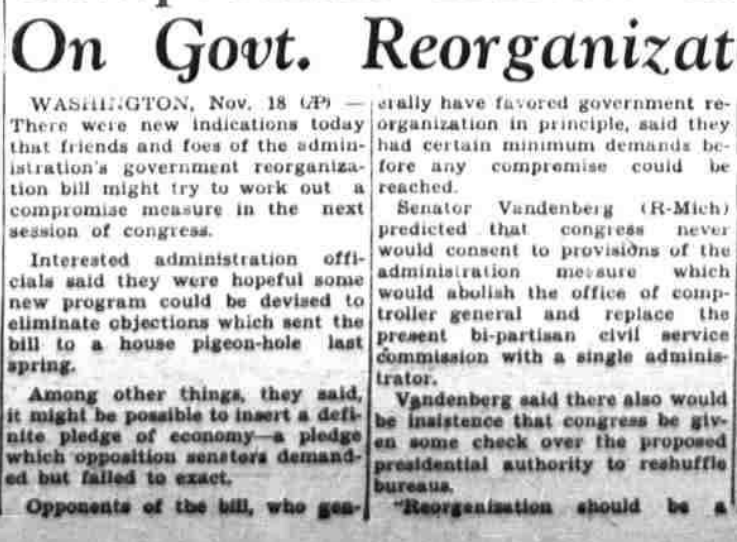 On Govt. Reorganizat
WASHINGTON, Nov. 18 (AP) —
There were new indications today
that friends and foes of the admin-
istration's government reorganiza-
tion bill might try to work out a
compromise measure in the next
session of congress.
Interested administration offi-
cials said they were hopeful some
new program could be devised to
eliminate objections which sent the
bill to a house pigeon-hole last
spring.
Among other things, they said,
it might be possible to insert a defi-
nite pledge of economy—a pledge
which opposition senators demand-
ed but failed to exact.
Opponents of the bill, who gen-
erally have favored government re-
organization in principle, said they
had certain minimum demands be-
fore any compromise could be
reached.
Senator Vandenberg (R-Mich)
predicted that congress never
would consent to provisions of the
administration measure which
would abolish the office of comp-
troller general and replace the
present bi-partisan civil service
commission with a single adminis-
trator.
Vandenberg said there also would
be insistence that congress be giv-
en some check over the proposed
presidential authority to reshuffle
bureaus.
"Reorganization should be a